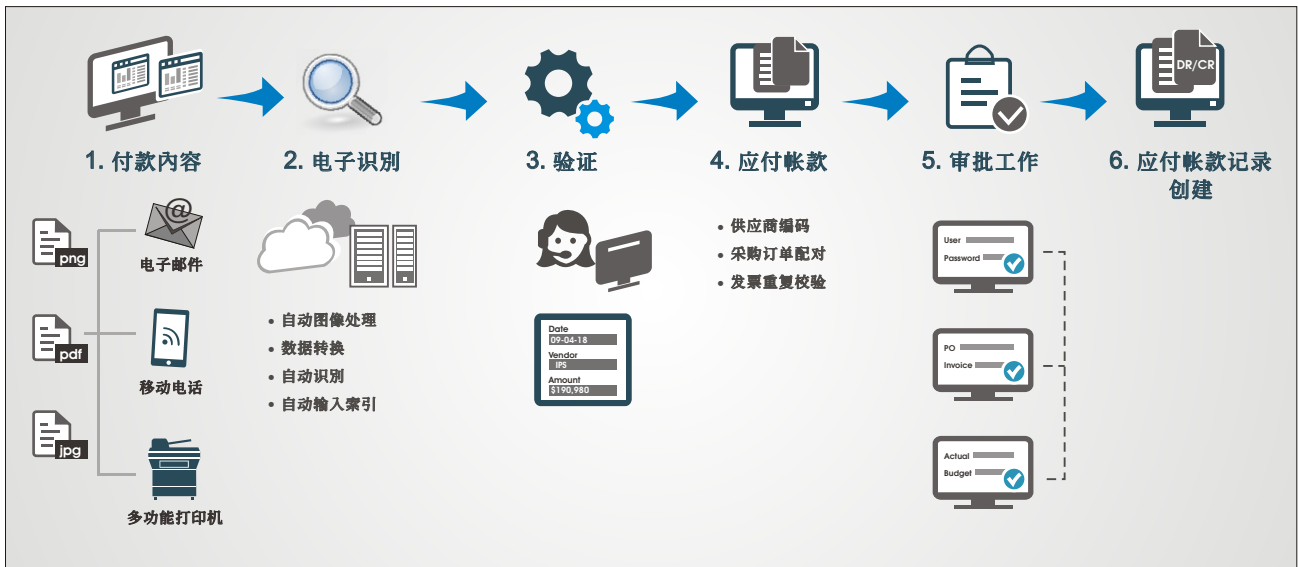 1. 付款内容
2. 电子识别
3. 验证
4. 应付帐款
5. 审批工作
6. 应付帐款记录
创建
DR/CR
png
pdf
jpg
@
电子邮件
移动电话
多功能打印机
• 自动图像处理
• 数据转换
• 自动识别
• 自动输入索引
Date
09-04-18
Vendor
IPS
Amount
$190,980
• 供应商编码
• 采购订单配对
• 发票重复校验
User
Password
PO
Invoice
Actual
Budget